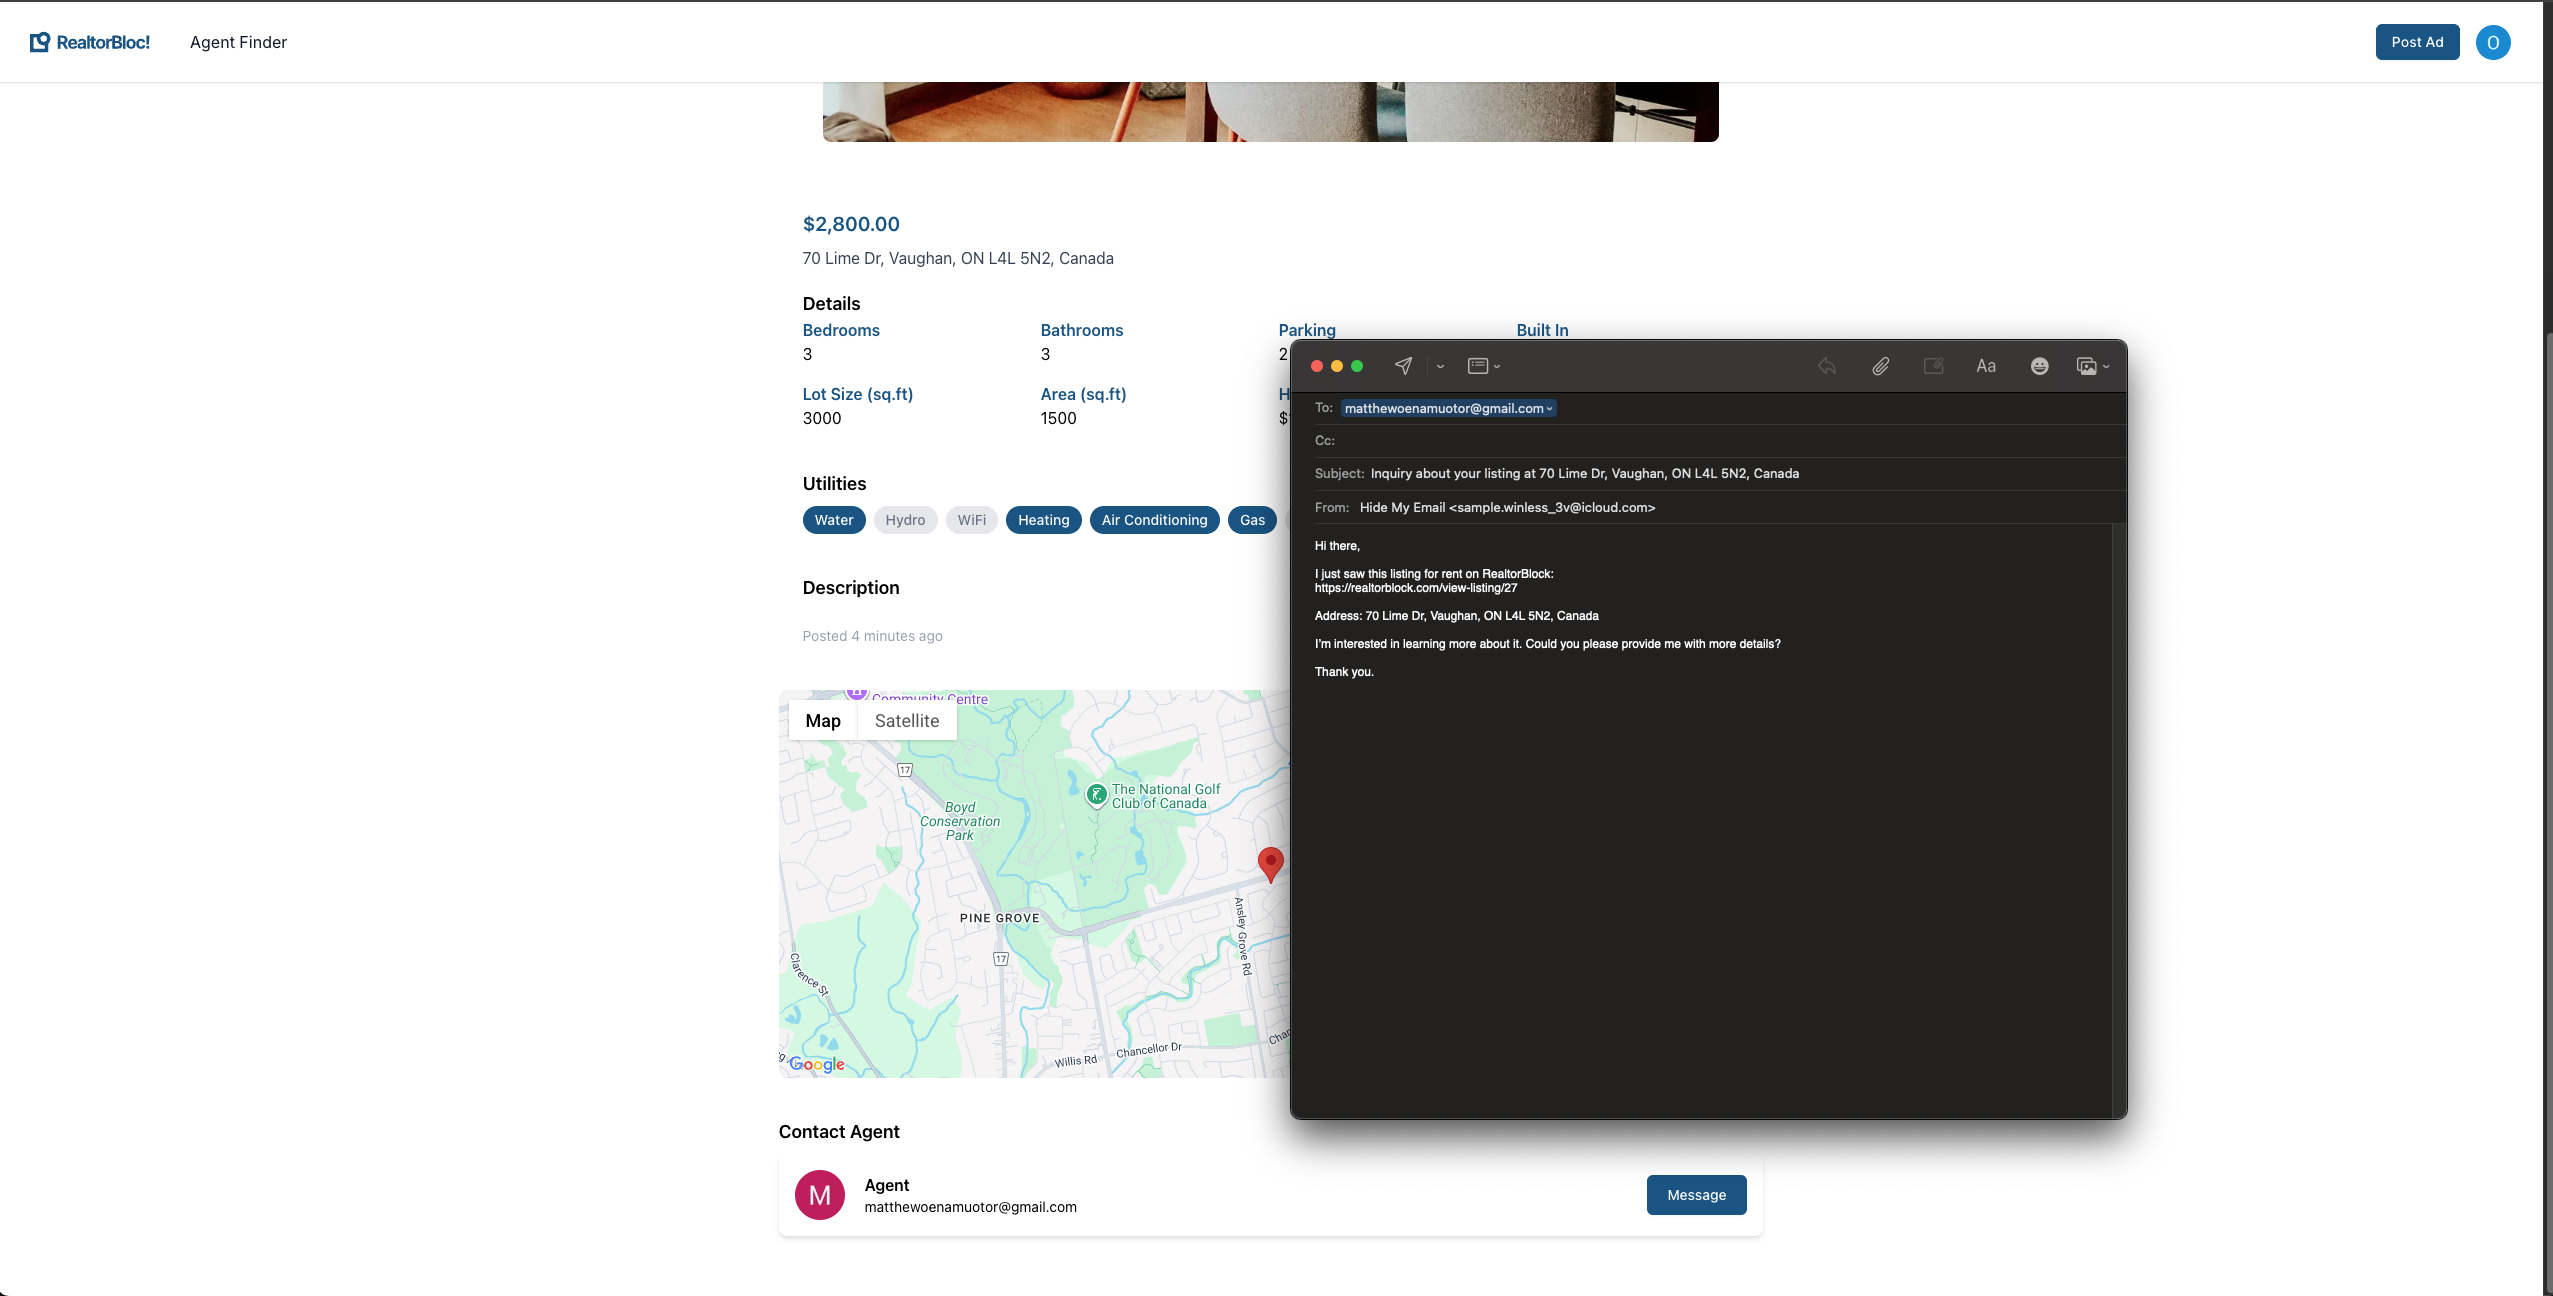 RealtorBloc!
Agent Finder
Post Ad
O
$2,800.00
70 Lime Dr, Vaughan, ON L4L 5N2, Canada
Details
Bedrooms
Bathrooms
Parking
Built In
3
3
2
Lot Size (sq.ft)
Area (sq.ft)
H
3000
1500
$
Utilities
Water
Hydro
WiFi
Heating
Air Conditioning
Gas
Description
Posted 4 minutes ago
Community Centre
Map
Satellite
17
The National Golf
Club of Canada
Boyd
Conservation
Park
PINE GROVE
Ansley Grove Rd
17
Clarence St
Willis Rd
Chancellor Dr
Chan
Google
Aa
To: matthewoenamuotor@gmail.com
Cc:
Subject: Inquiry about your listing at 70 Lime Dr, Vaughan, ON L4L 5N2, Canada
From: Hide My Email <sample.winless_3v@icloud.com>
Hi there,
I just saw this listing for rent on RealtorBlock:
https://realtorblock.com/view-listing/27
Address: 70 Lime Dr, Vaughan, ON L4L 5N2, Canada
I'm interested in learning more about it. Could you please provide me with more details?
Thank you.
Contact Agent
M
Agent
matthewoenamuotor@gmail.com
Message